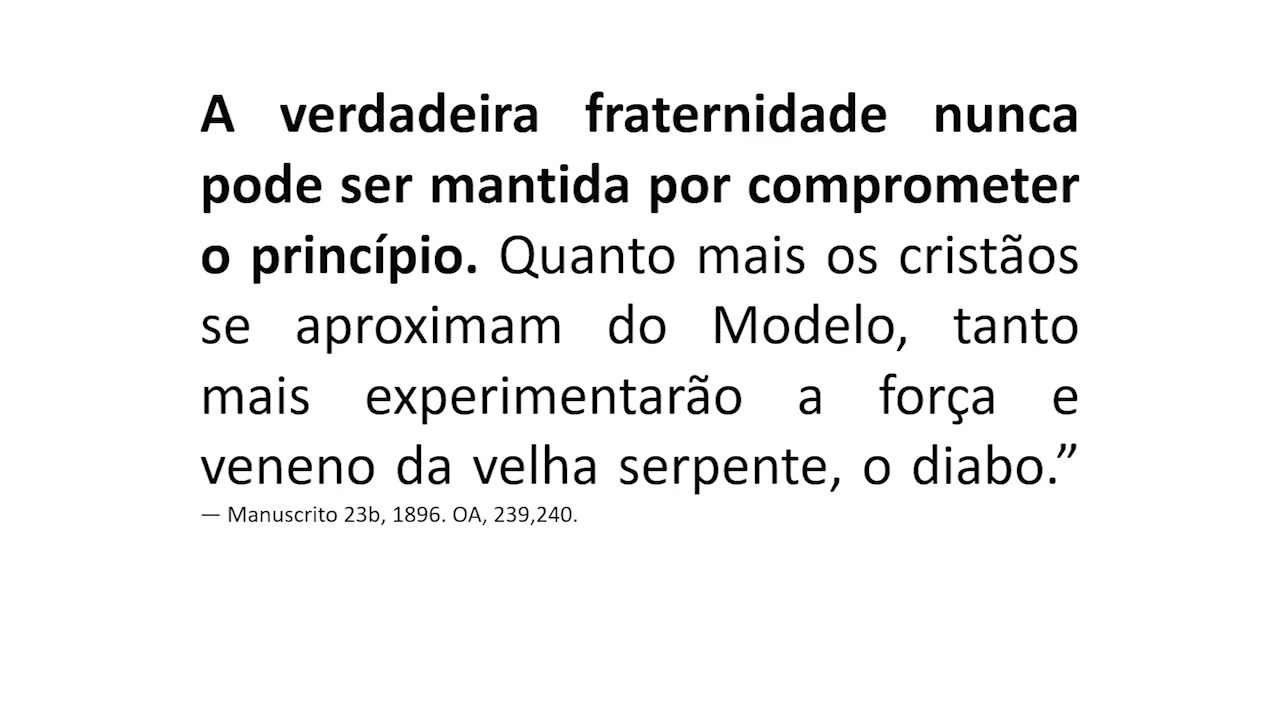 A verdadeira fraternidade nunca
pode ser mantida por comprometer
o princípio. Quanto mais os cristãos
se aproximam do Modelo, tanto
mais experimentarão a força e
veneno da velha serpente, o diabo.”
— Manuscrito 23b, 1896. OA, 239,240.